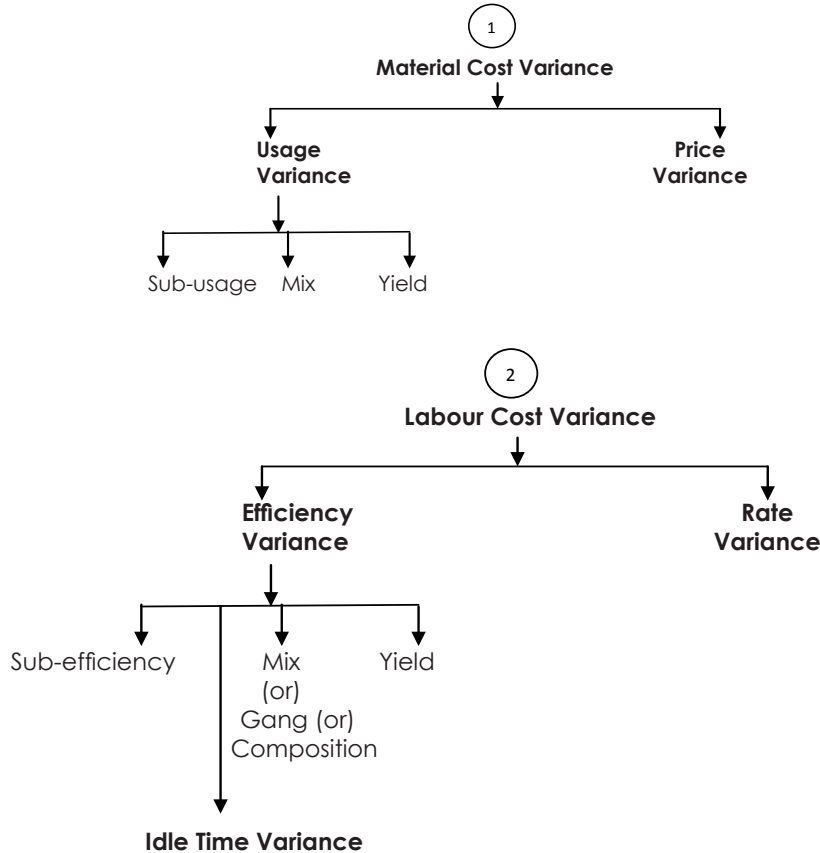 1
Material Cost Variance
Usage
Variance
Price
Variance
Sub-usage Mix Yield
2
Labour Cost Variance
Efficiency
Variance
Rate
Variance
Sub-efficiency
Mix
(or)
Gang (or)
Composition
Yield
Idle Time Variance